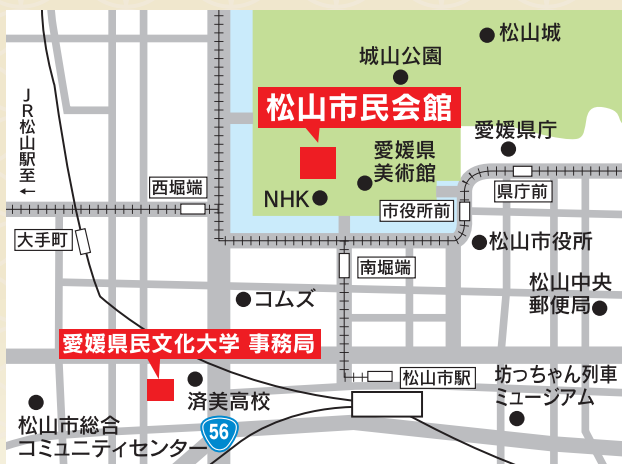 松山城
城山公園
松山市民会館
愛媛県庁
JR松山駅至←
愛媛県
美術館
西堀端
NHK
県庁前
市役所前
大手町
松山市役所
南堀端
松山中央
郵便局
コムズ
愛媛県民文化大学 事務局
松山市駅
坊っちゃん列車
ミュージアム
済美高校
松山市総合
コミュニティセンター
56